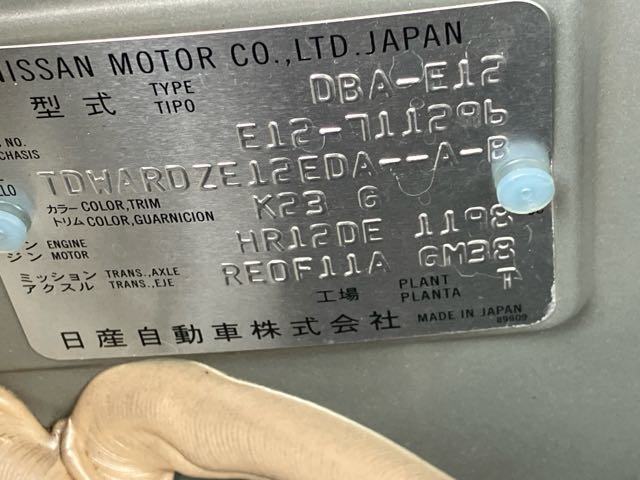 NISSAN MOTOR CO.,LTD.JAPAN
型式 TYPE TIPO DBA-E12
NO. CHASIS E12-711296
TDWARDZE12EDA--A-B
カラー COLOR,TRIM トリム COLOR,GUARNICION K23 G
ENGINE MOTOR HR12DE 1198
ミッション アクスル TRANS.,AXLE TRANS.,EJE RE0F11A GM38
工場 PLANT PLANTA T
日産自動車株式会社 MADE IN JAPAN
89609